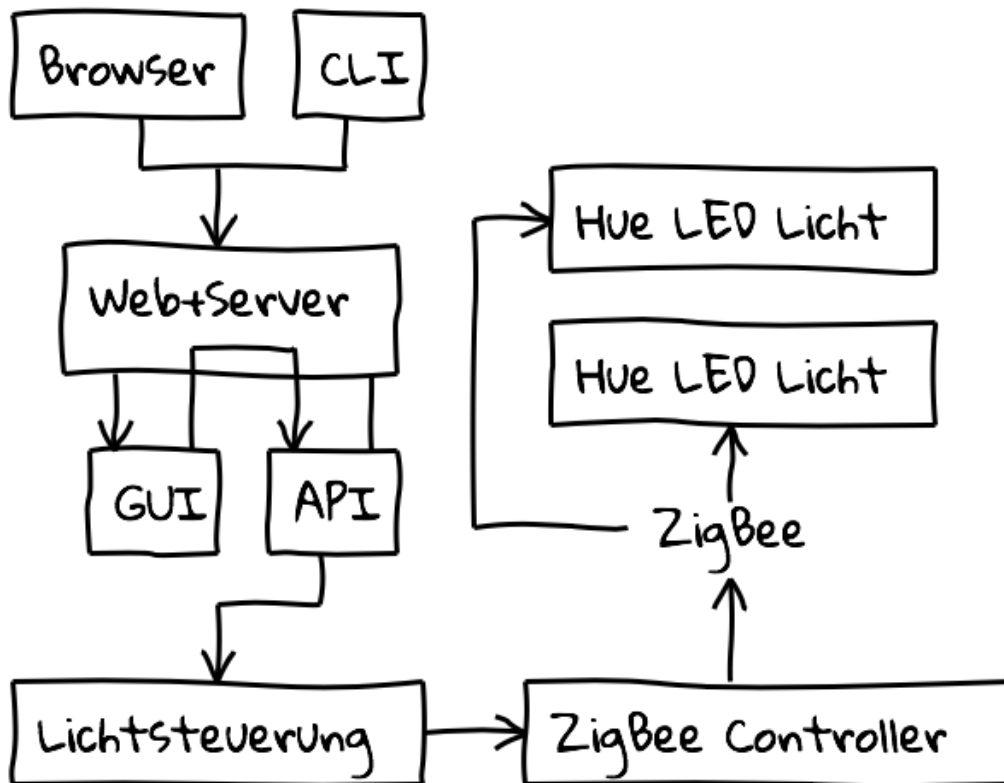 Browser
CLI
Web+Server
Hue LED Licht
Hue LED Licht
GUI
API
ZigBee
Lichtsteuerung
ZigBee Controller